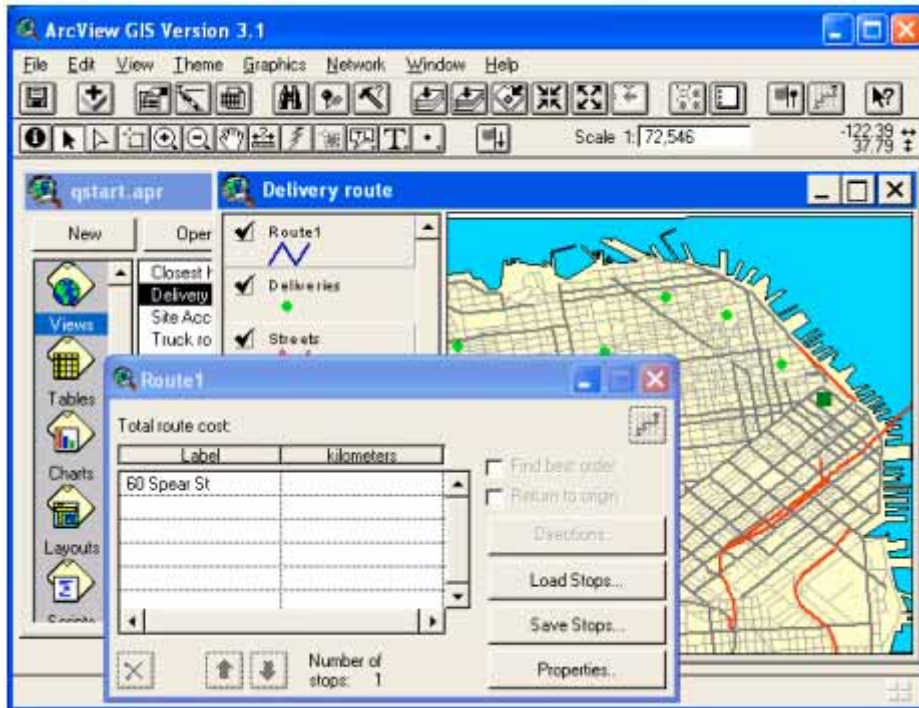 ArcView GIS Version 3.1
File Edit View Theme Graphics Network Window Help
Scale 1: 72,546
-122.39
37.79
qstart.apr
Delivery route
New
Open
Route1
Deliveries
Streets
Closest
Delivery
Site Acc
Truck ro
Views
Tables
Charts
Layouts
Scripts
Route1
Total route cost:
Label kilometers
60 Spear St
Find best order
Return to origin
Directions...
Load Stops...
Save Stops...
Properties...
Number of
stops: 1